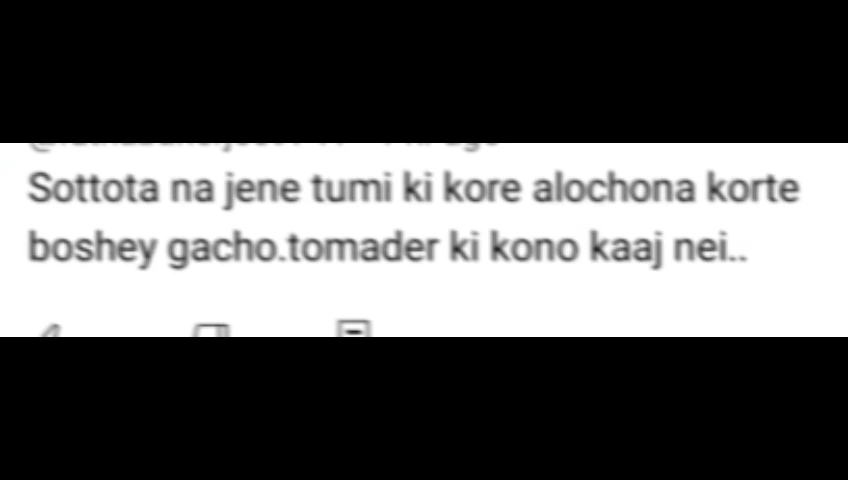 Sottota na jene tumi ki kore alochona korte
boshey gacho.tomader ki kono kaaj nei..